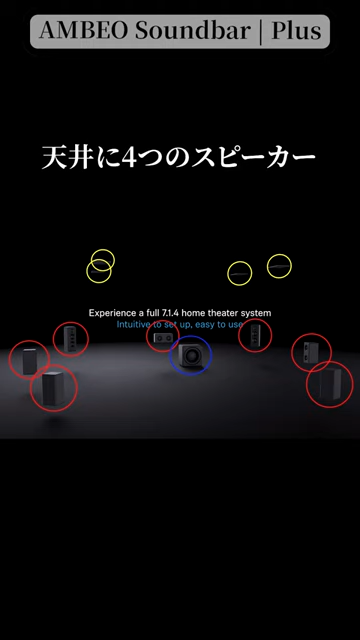 AMBEO Soundbar | Plus
天井に4つのスピーカー
Experience a full 7.1.4 home theater system
Intuitive to set up, easy to use